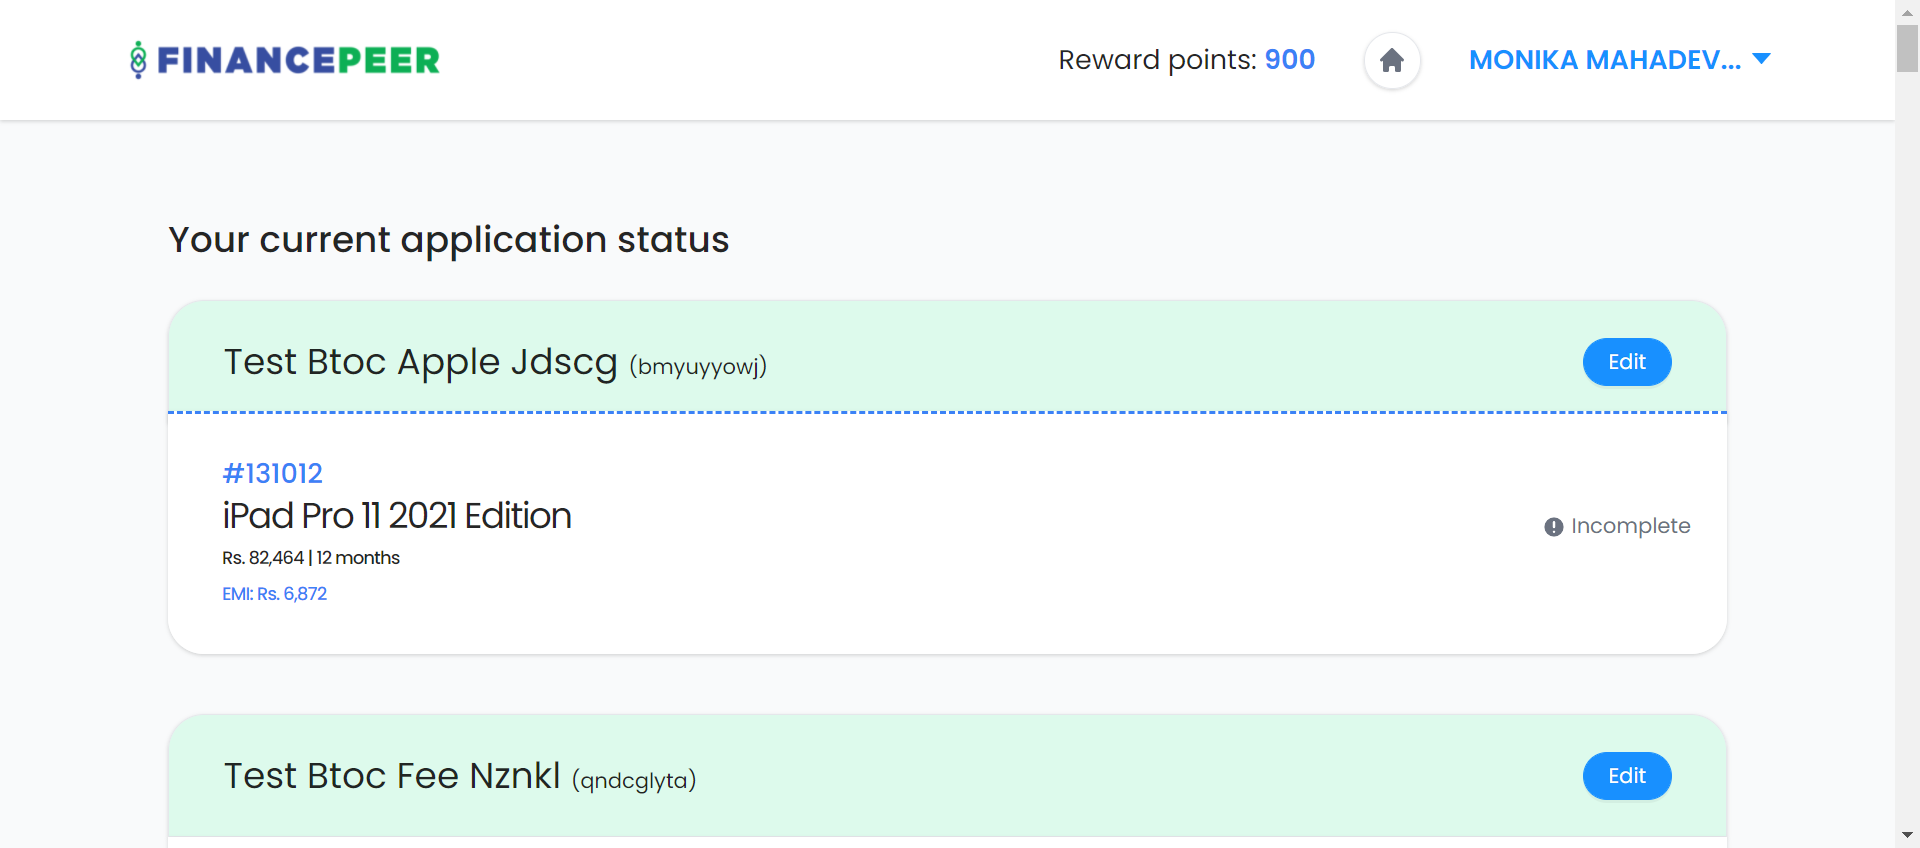 FINANCEPEER
Reward points: 900
MONIKA MAHADEV...
Your current application status
Test Btoc Apple Jdscg (bmyuyyowj)
Edit
#131012
iPad Pro 11 2021 Edition
Rs. 82,464 | 12 months
EMI: Rs. 6,872
Incomplete
Test Btoc Fee Nznkl (qndcglyta)
Edit